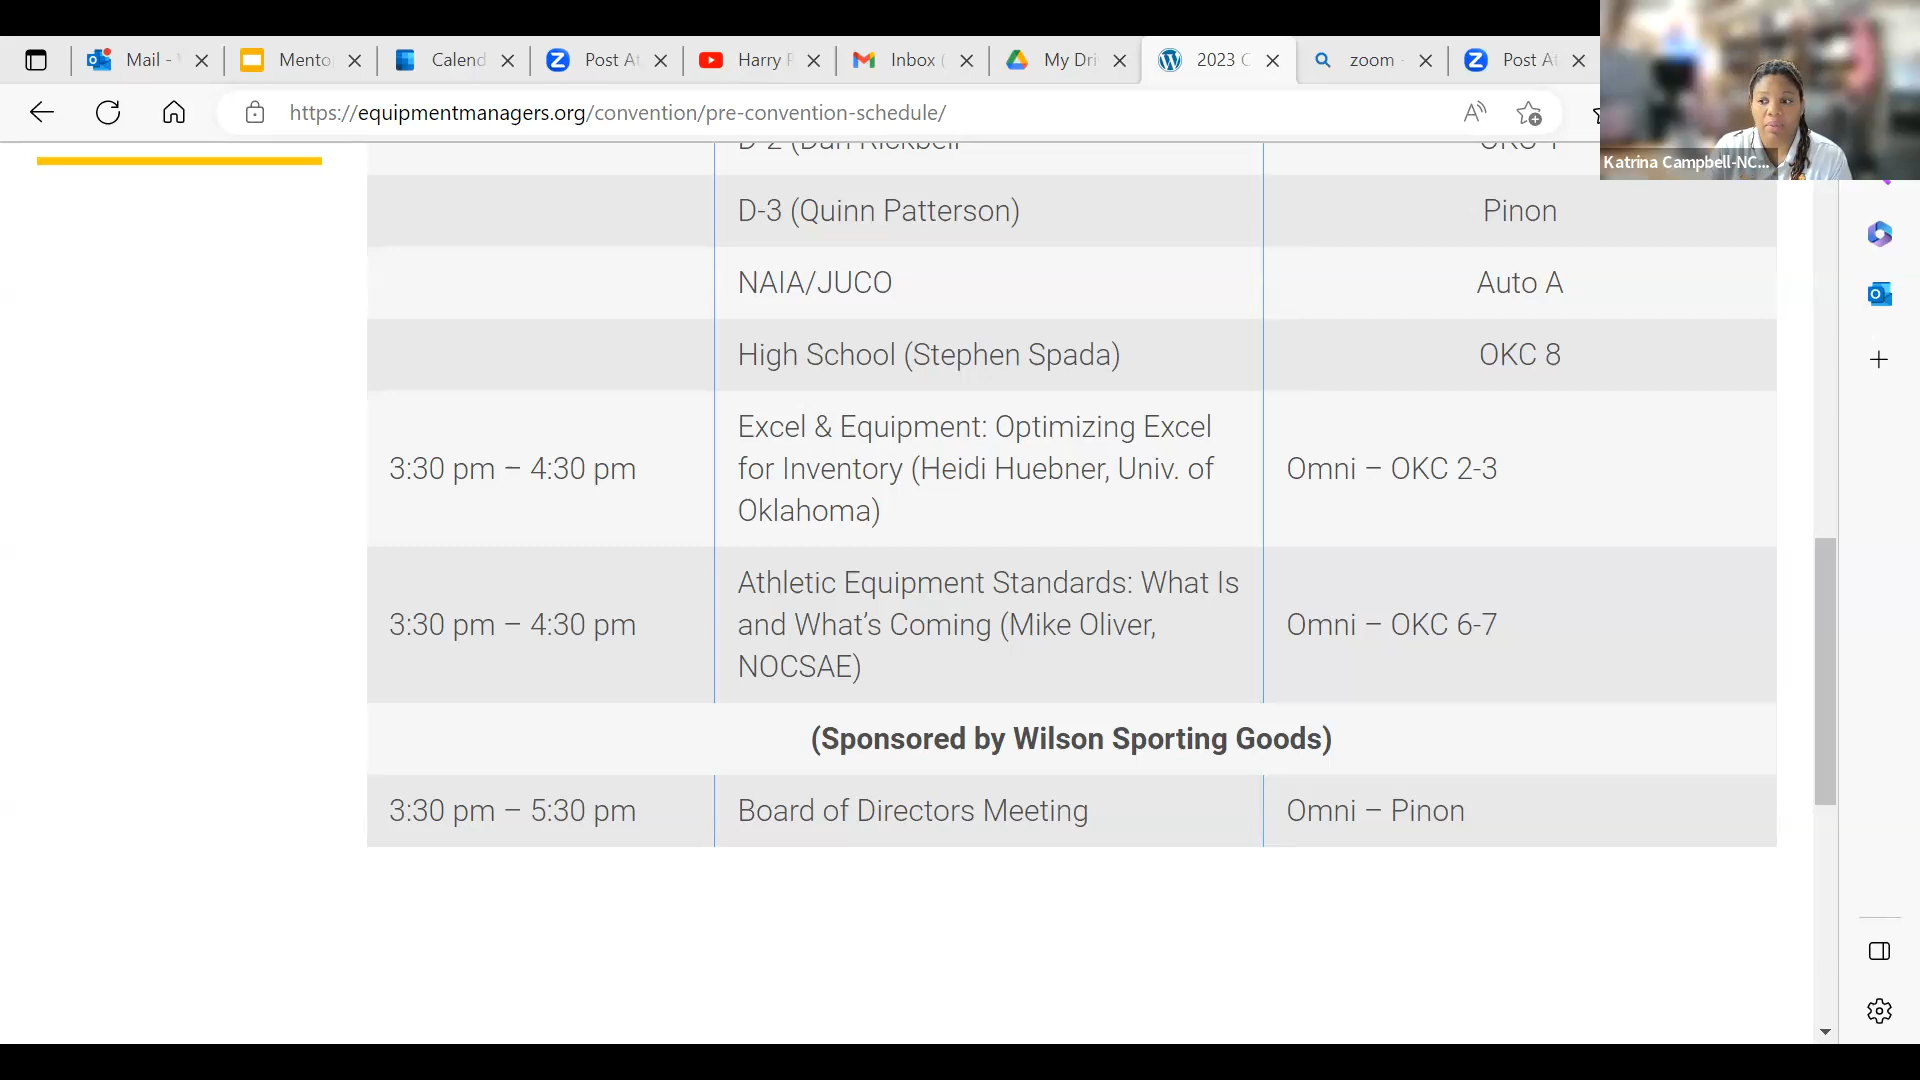 Mail -
Mento
Calend
Post At
Harry P
Inbox (
My Dri
2023 C
zoom -
Post At
https://equipmentmanagers.org/convention/pre-convention-schedule/
Katrina Campbell-NC...
D-3 (Quinn Patterson)
Pinon
NAIA/JUCO
Auto A
High School (Stephen Spada)
OKC 8
3:30 pm – 4:30 pm
Excel & Equipment: Optimizing Excel
for Inventory (Heidi Huebner, Univ. of
Oklahoma)
Omni – OKC 2-3
3:30 pm – 4:30 pm
Athletic Equipment Standards: What Is
and What’s Coming (Mike Oliver,
NOCSAE)
Omni – OKC 6-7
(Sponsored by Wilson Sporting Goods)
3:30 pm – 5:30 pm
Board of Directors Meeting
Omni – Pinon